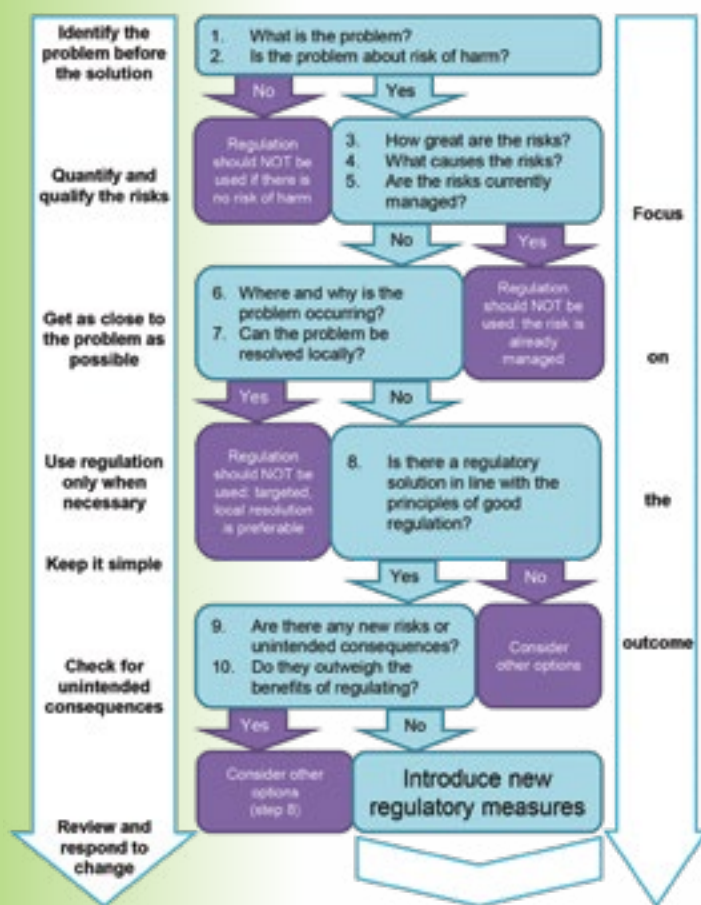 Identify the
problem before
the solution
1. What is the problem?
2. Is the problem about risk of harm?
No
Yes
Quantify and
qualify the risks
Regulation
should NOT be
used if there is
no risk of harm
3. How great are the risks?
4. What causes the risks?
5. Are the risks currently
managed?
No
Yes
Get as close to
the problem as
possible
6. Where and why is the
problem occurring?
7. Can the problem be
resolved locally?
Regulation
should NOT be
used: the risk is
already
managed
Yes
No
Use regulation
only when
necessary
Regulation
should NOT be
used: targeted,
local resolution
is preferable
8. Is there a regulatory
solution in line with the
principles of good
regulation?
Keep it simple
Yes
No
Check for
unintended
consequences
9. Are there any new risks or
unintended consequences?
10. Do they outweigh the
benefits of regulating?
Consider
other options
Yes
No
Consider other
options
(step 8)
Introduce new
regulatory measures
Review and
respond to
change
Focus
on
the
outcome